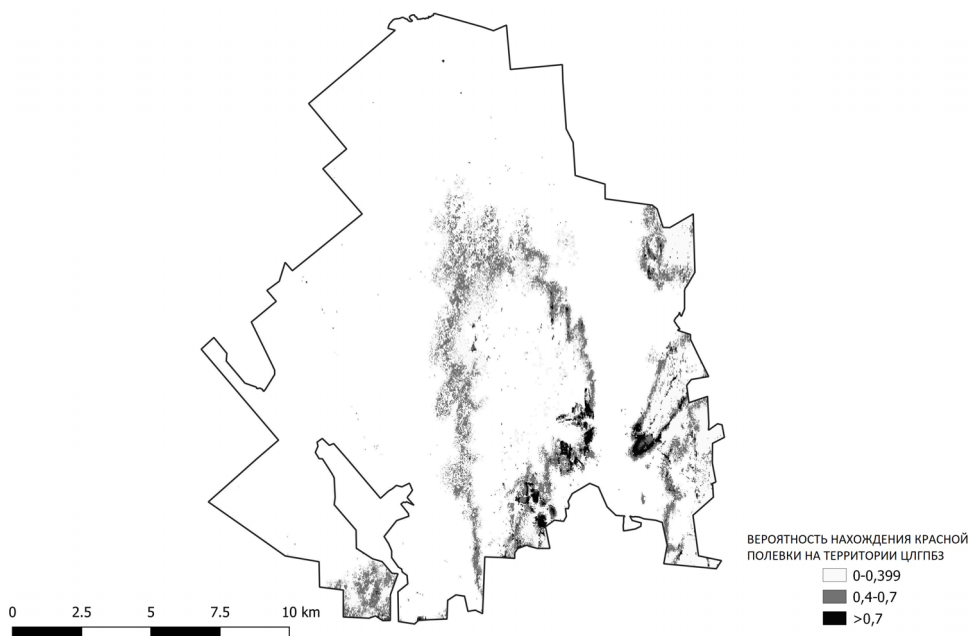 ВЕРОЯТНОСТЬ НАХОЖДЕНИЯ КРАСНОЙ
ПОЛЕВКИ НА ТЕРРИТОРИИ ЦЛГПБЗ
0-0,399
0,4-0,7
>0,7
0 2.5 5 7.5 10 km